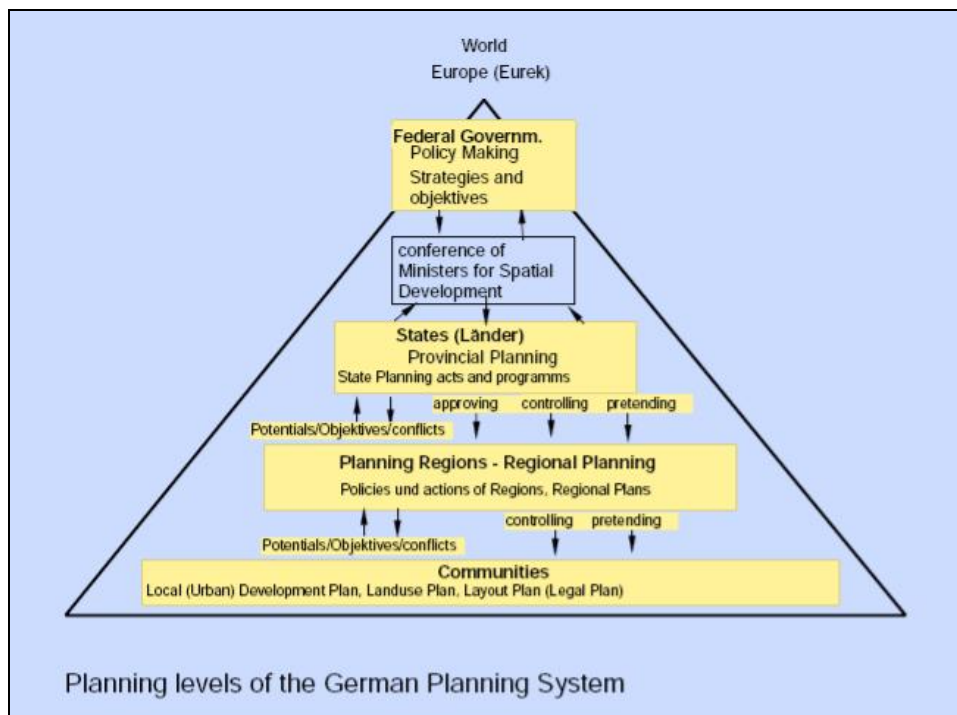 World
Europe (Eurek)
Federal Governm.
Policy Making
Strategies and
objektives
conference of
Ministers for Spatial
Development
States (Länder)
Provincial Planning
State Planning acts and programms
approving controlling pretending
Potentials/Objektives/conflicts
Planning Regions - Regional Planning
Policies und actions of Regions, Regional Plans
controlling pretending
Potentials/Objektives/conflicts
Communities
Local (Urban) Development Plan, Landuse Plan, Layout Plan (Legal Plan)
Planning levels of the German Planning System